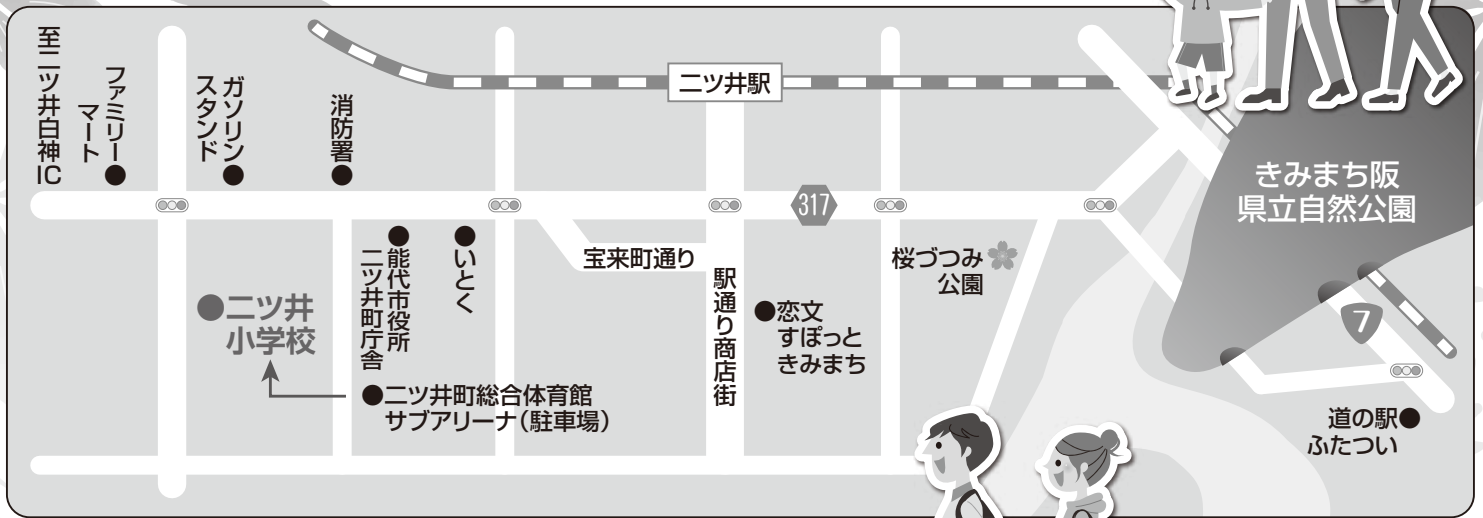 至二ツ井白神IC
ファミリー
マート
ガソリン
スタンド
消防署
二ツ井駅
きみまち阪
県立自然公園
317
能代市役所
二ツ井町庁舎
いとく
宝来町通り
駅通り商店街
桜づつみ
公園
二ツ井
小学校
恋文
すぽっと
きみまち
7
二ツ井町総合体育館
サブアリーナ（駐車場）
道の駅
ふたつい